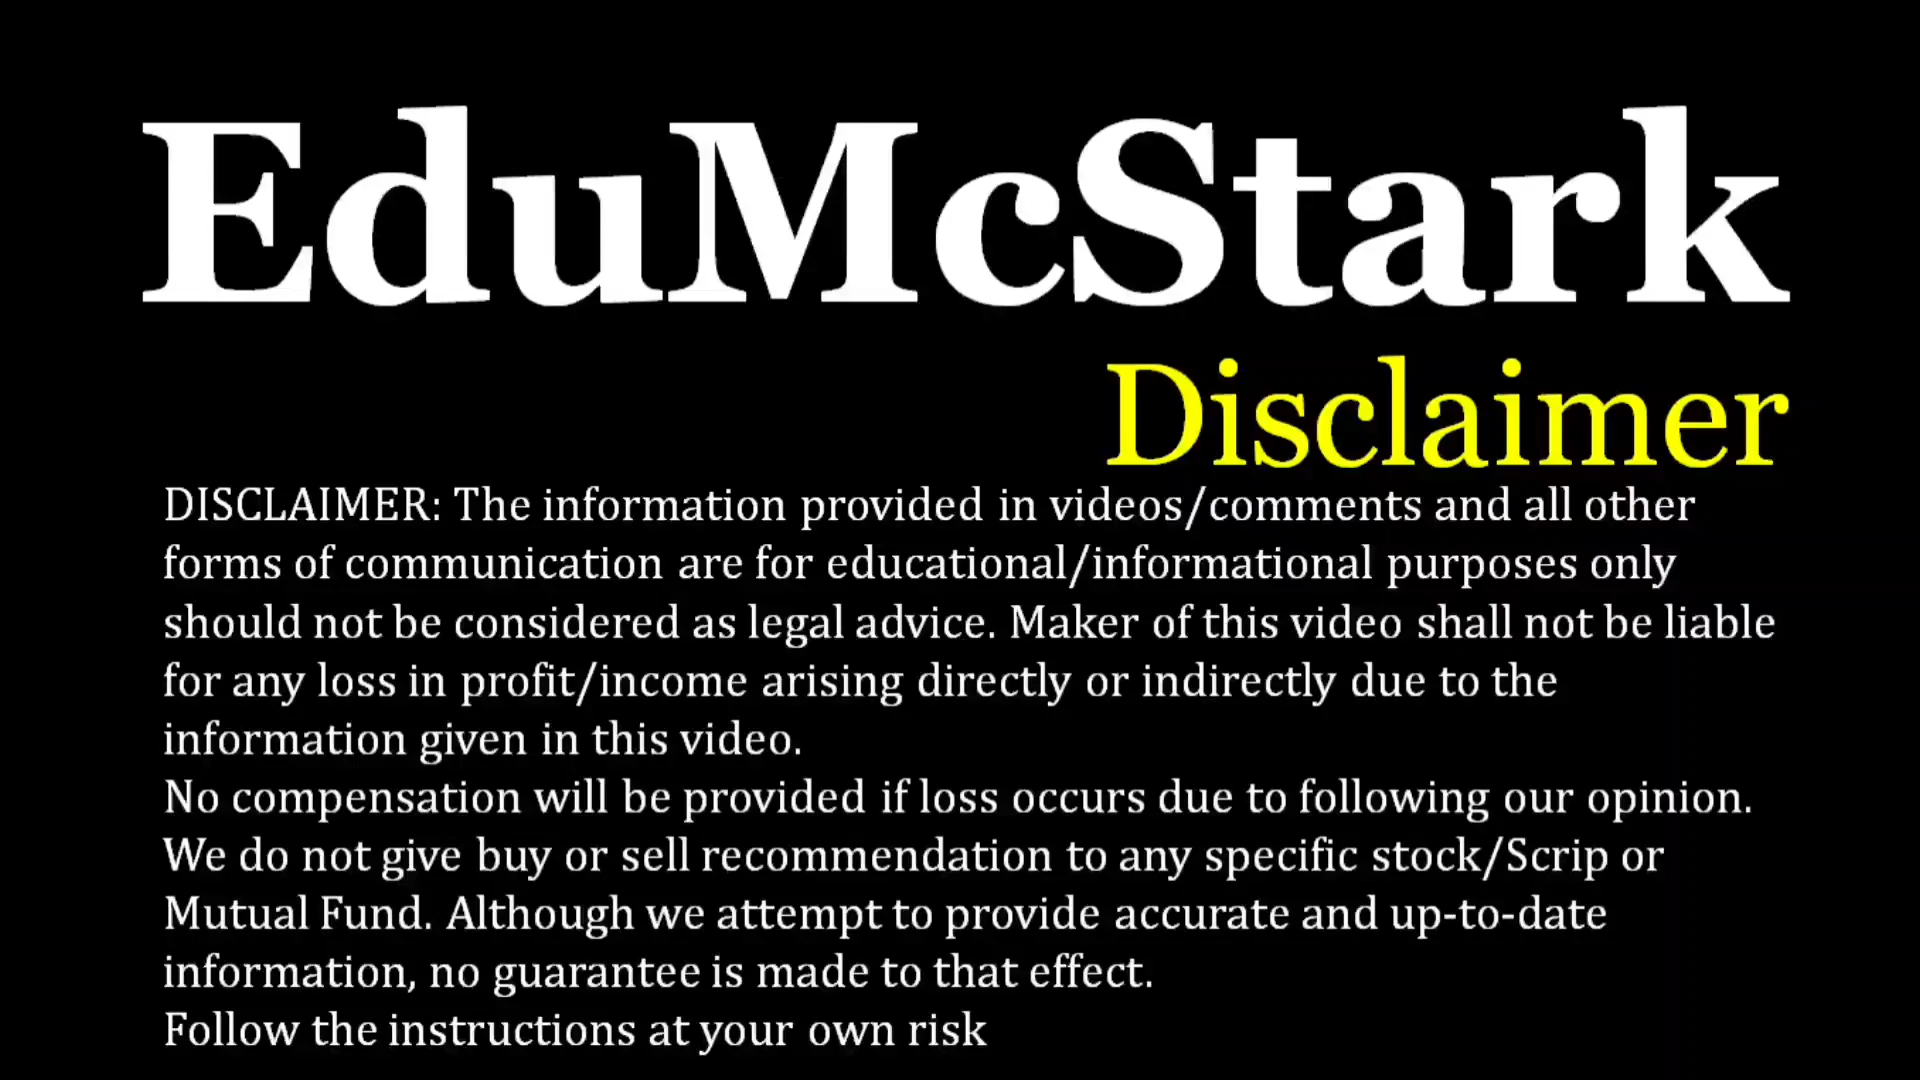 EduMcStark
Disclaimer
DISCLAIMER: The information provided in videos/comments and all other
forms of communication are for educational/informational purposes only
should not be considered as legal advice. Maker of this video shall not be liable
for any loss in profit/income arising directly or indirectly due to the
information given in this video.
No compensation will be provided if loss occurs due to following our opinion.
We do not give buy or sell recommendation to any specific stock/Scrip or
Mutual Fund. Although we attempt to provide accurate and up-to-date
information, no guarantee is made to that effect.
Follow the instructions at your own risk